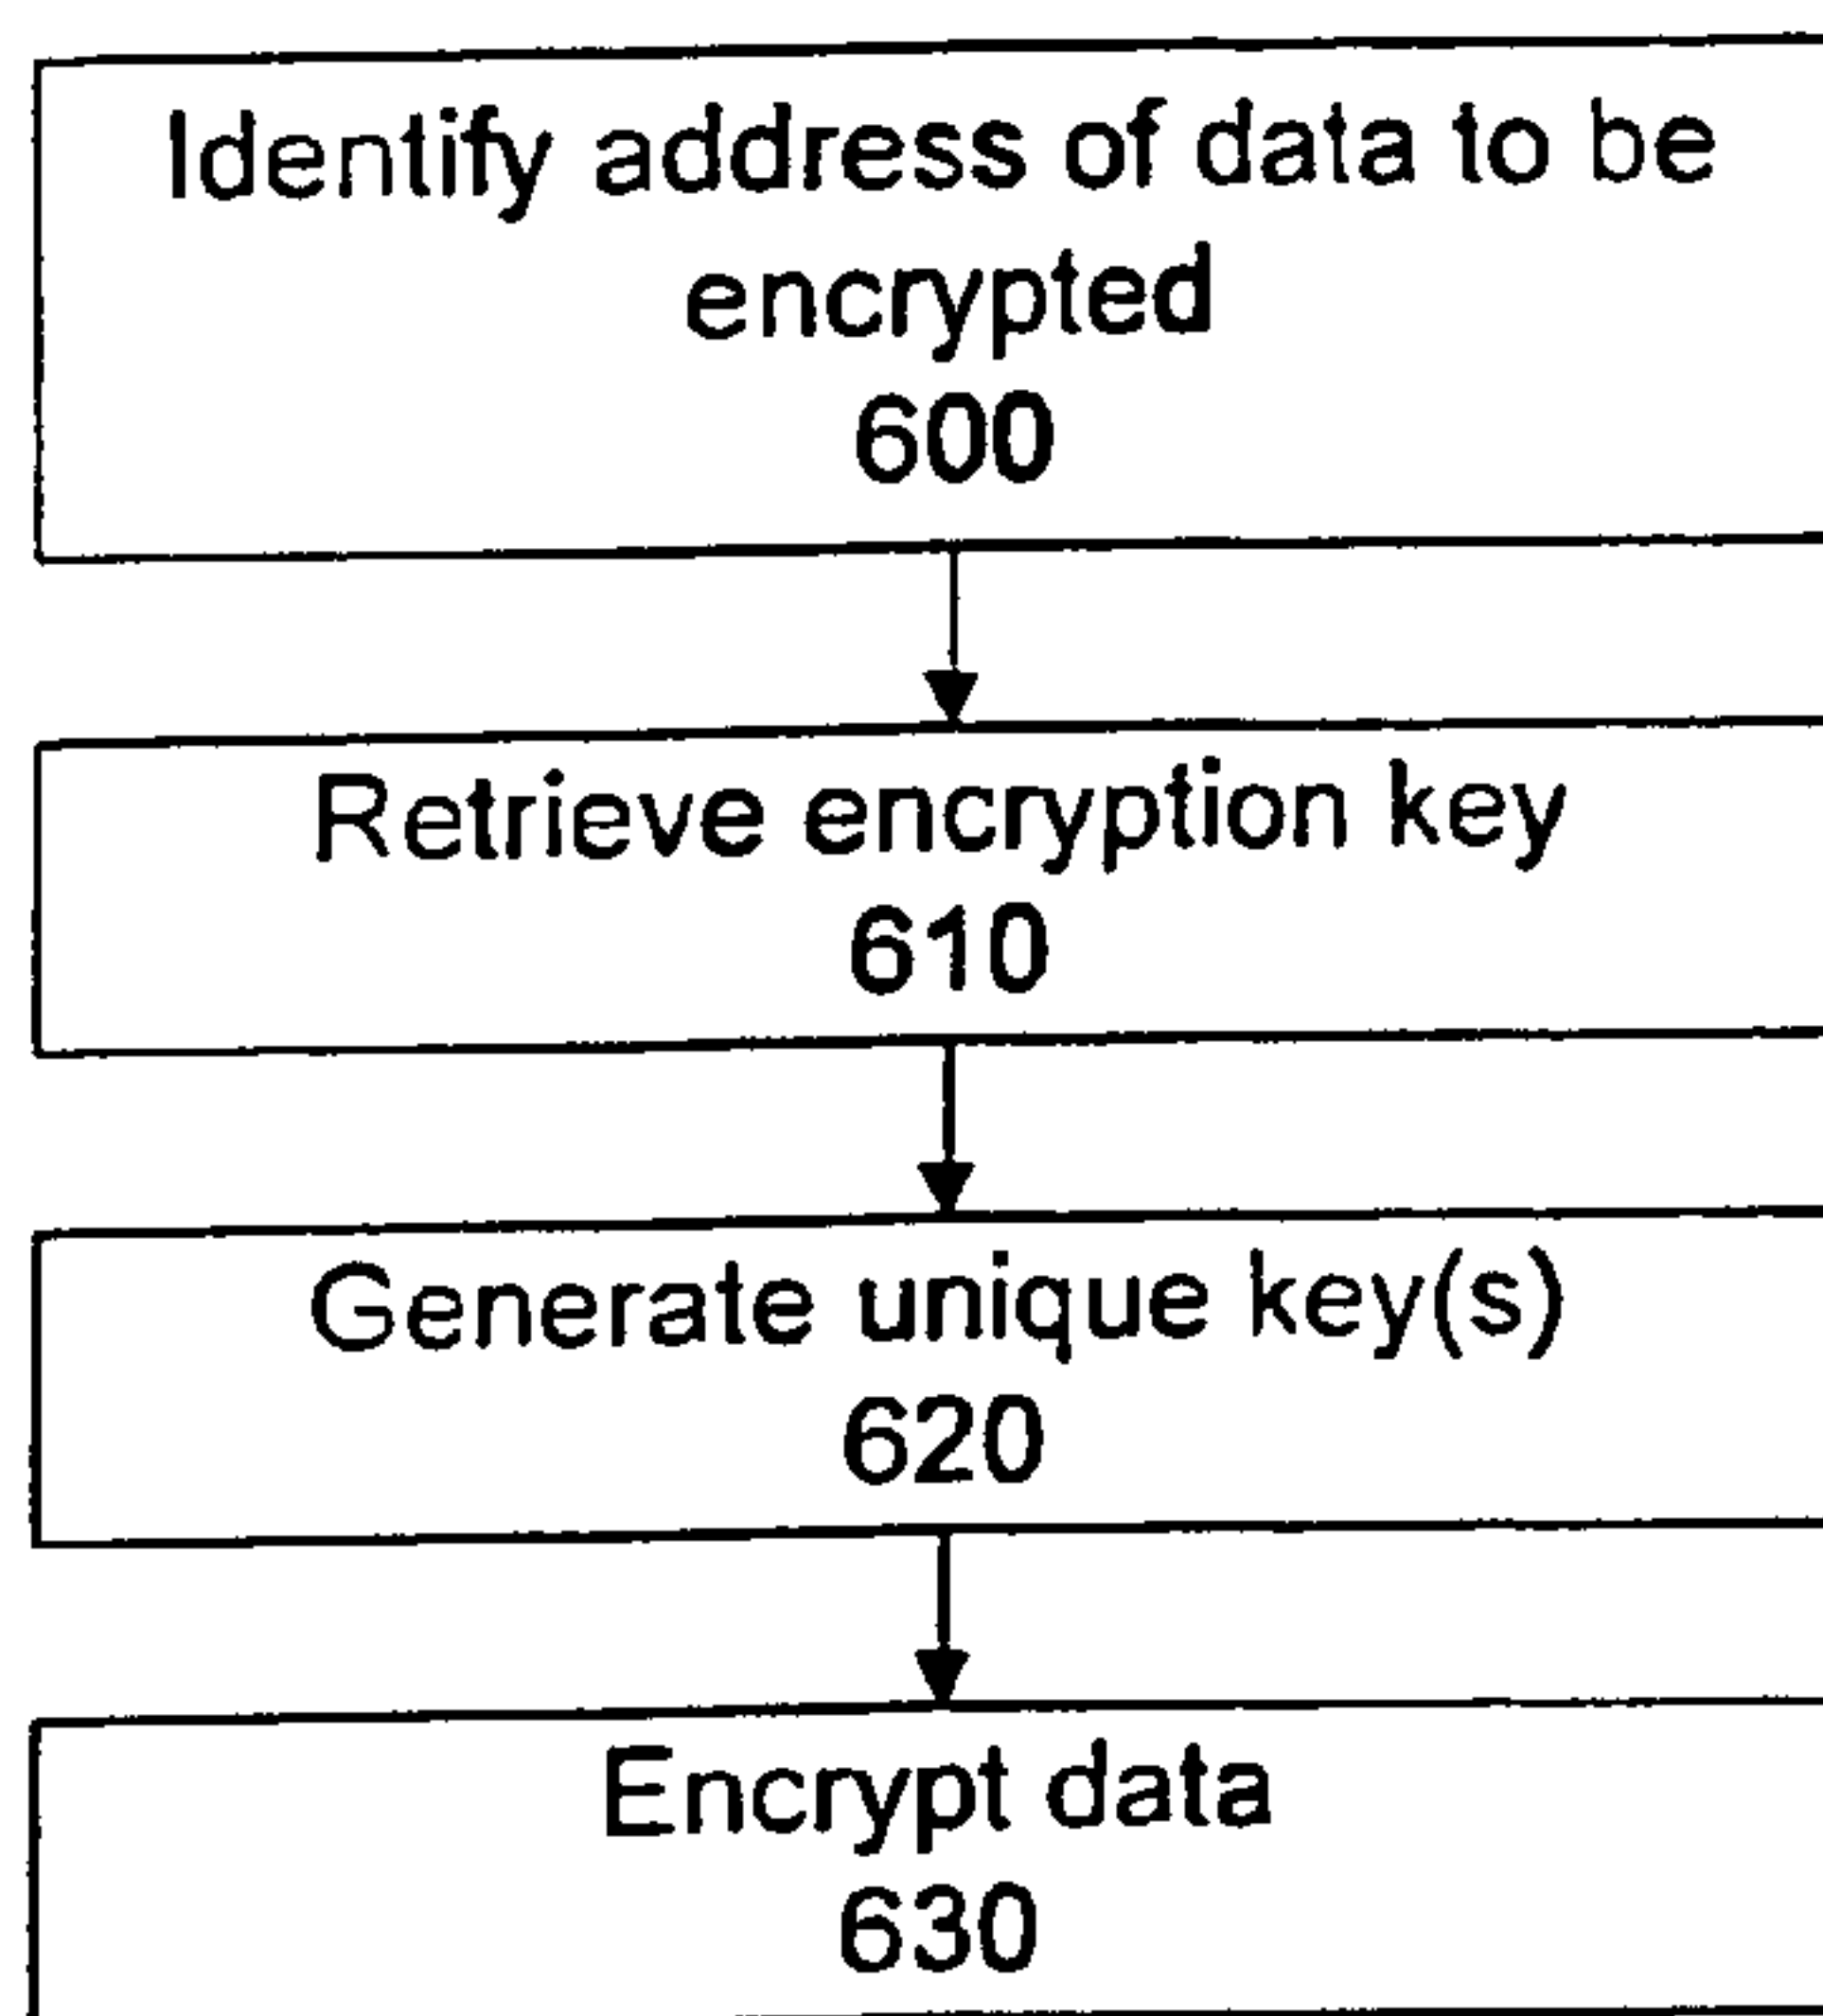 Identify address of data to be
encrypted
600
Retrieve encryption key
610
Generate unique key(s)
620
Encrypt data
630